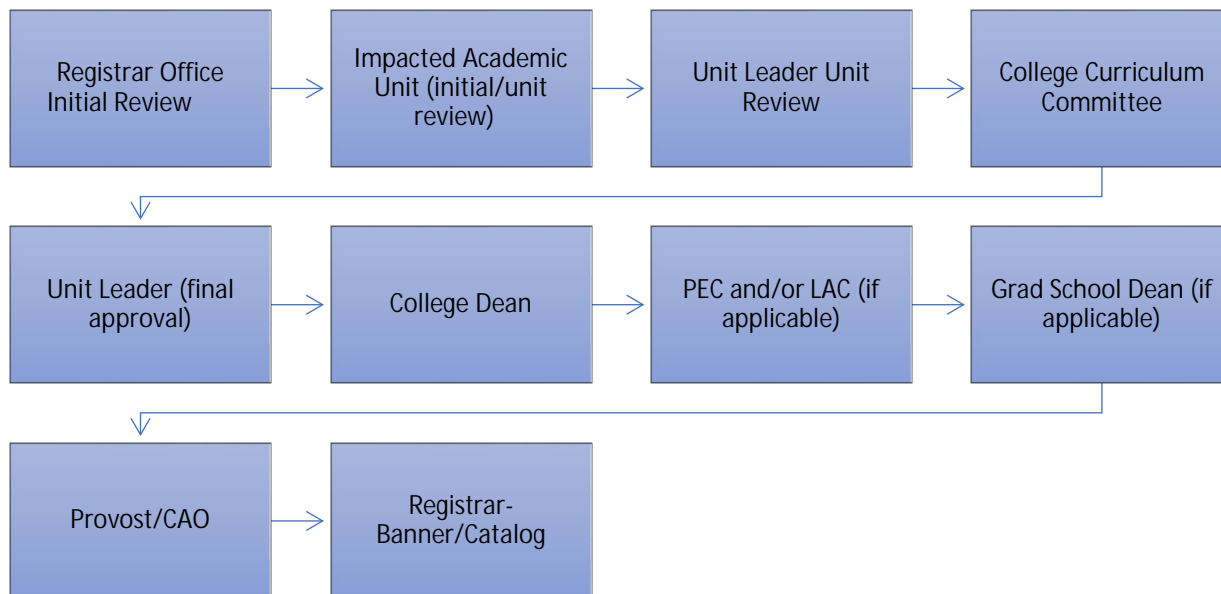 Registrar Office
Initial Review
Impacted Academic
Unit (initial/unit
review)
Unit Leader Unit
Review
College Curriculum
Committee
Unit Leader (final
approval)
College Dean
PEC and/or LAC (if
applicable)
Grad School Dean (if
applicable)
Provost/CAO
Registrar-
Banner/Catalog